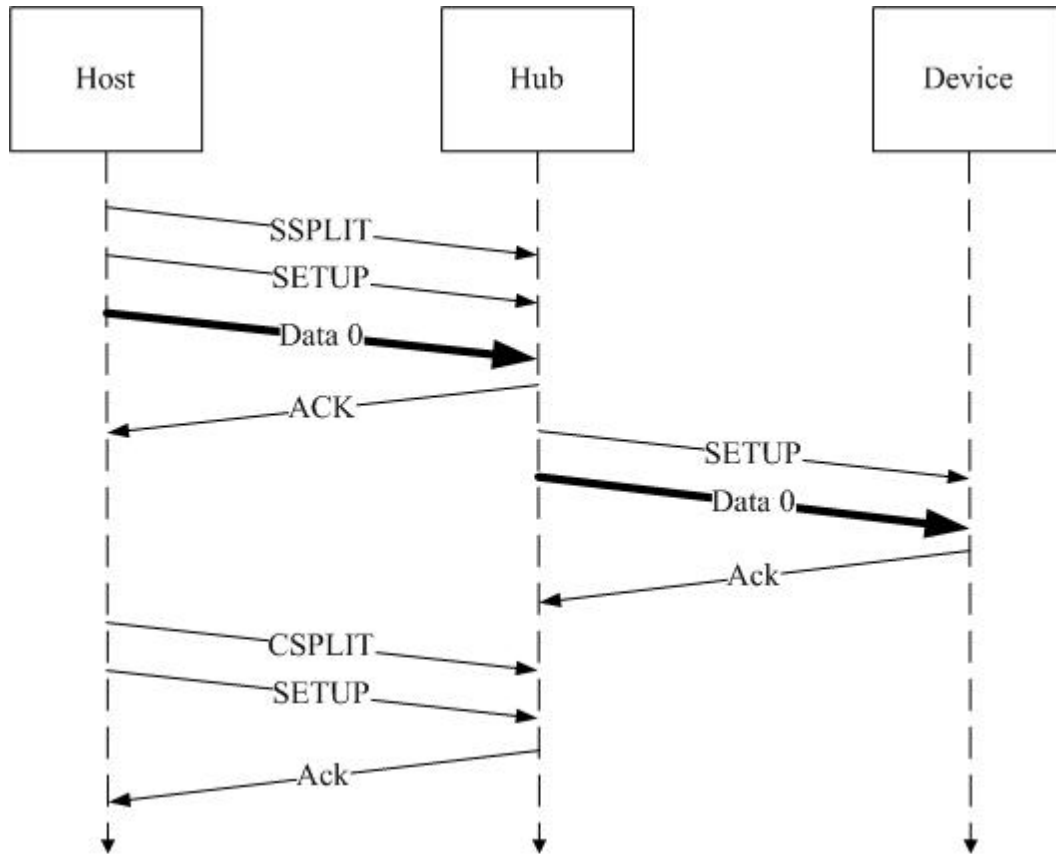 Host
Hub
Device
SSPLIT
SETUP
Data 0
ACK
SETUP
Data 0
Ack
CSPLIT
SETUP
Ack